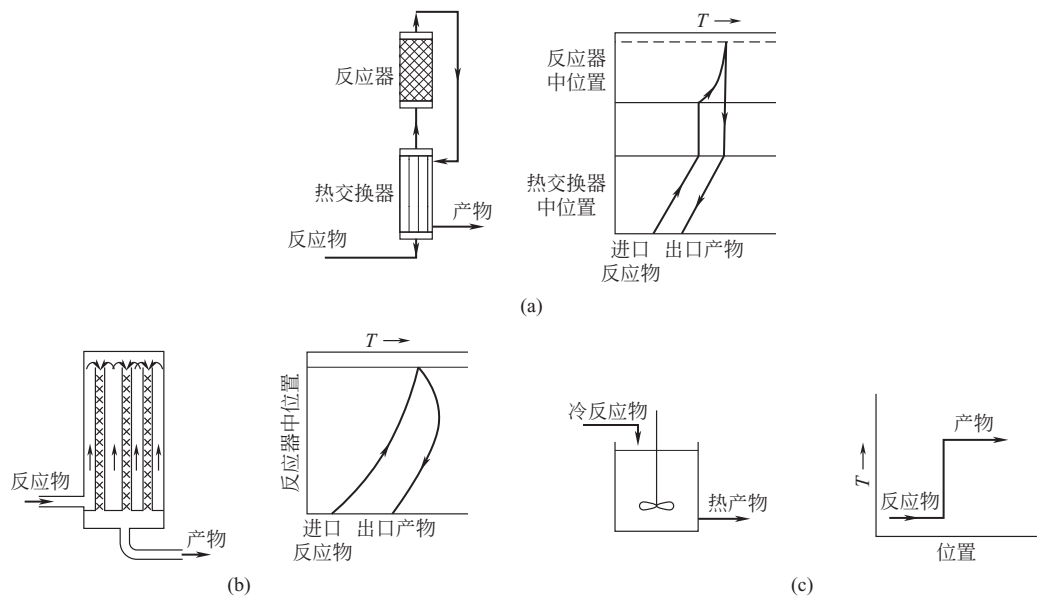 T
反应器
反应器
中位置
热交换器
热交换器
中位置
产物
反应物
进口
反应物
出口产物
(a)
T
反应器中位置
反应物
产物
进口
反应物
出口产物
(b)
冷反应物
热产物
T
产物
反应物
位置
(c)